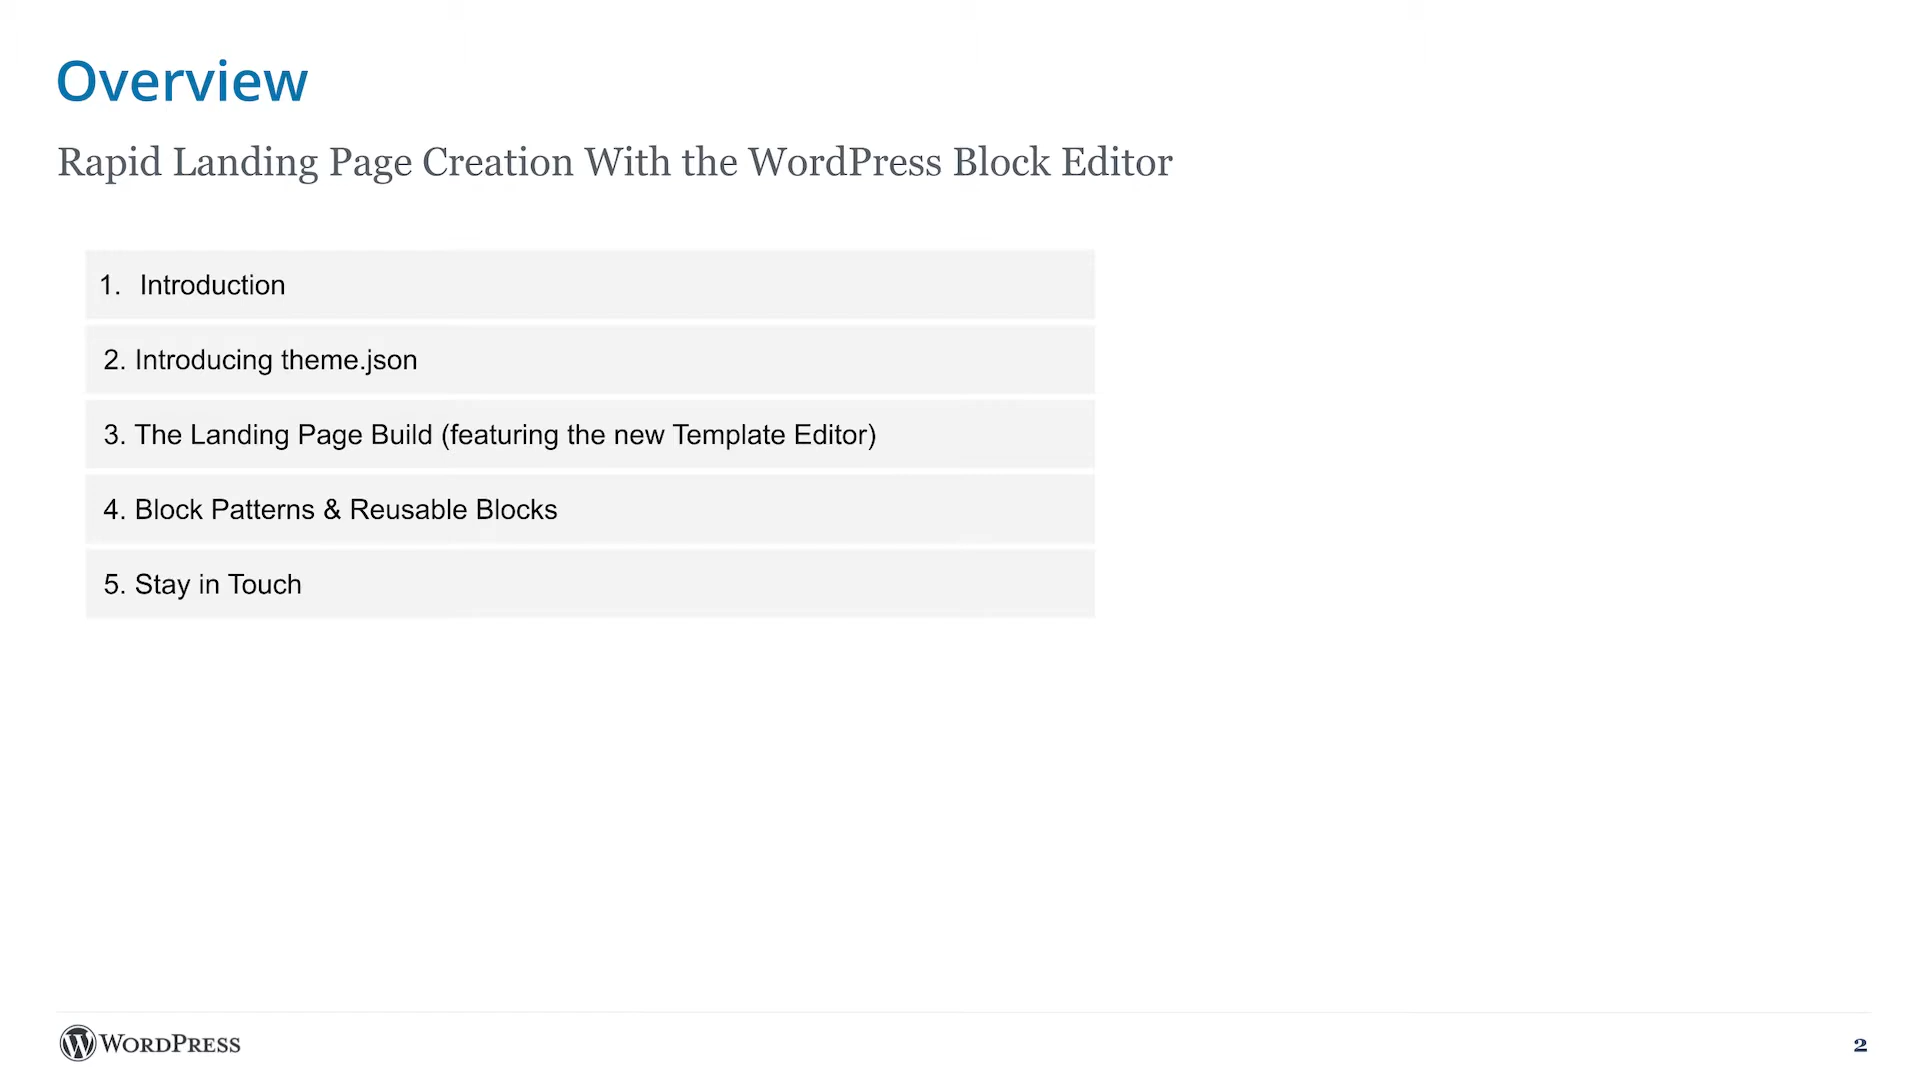 Overview
Rapid Landing Page Creation With the WordPress Block Editor
1. Introduction
2. Introducing theme.json
3. The Landing Page Build (featuring the new Template Editor)
4. Block Patterns & Reusable Blocks
5. Stay in Touch
WORDPRESS
2